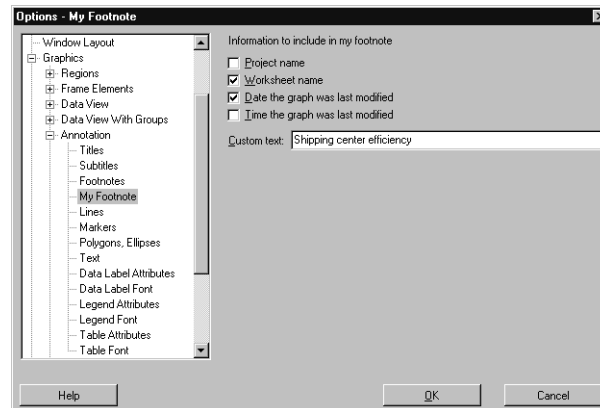 Options - My Footnote
Window Layout
Graphics
Regions
Frame Elements
Data View
Data View With Groups
Annotation
Titles
Subtitles
Footnotes
My Footnote
Lines
Markers
Polygons, Ellipses
Text
Data Label Attributes
Data Label Font
Legend Attributes
Legend Font
Table Attributes
Table Font
Information to include in my footnote
Project name
Worksheet name
Date the graph was last modified
Time the graph was last modified
Custom text: Shipping center efficiency
Help
OK
Cancel